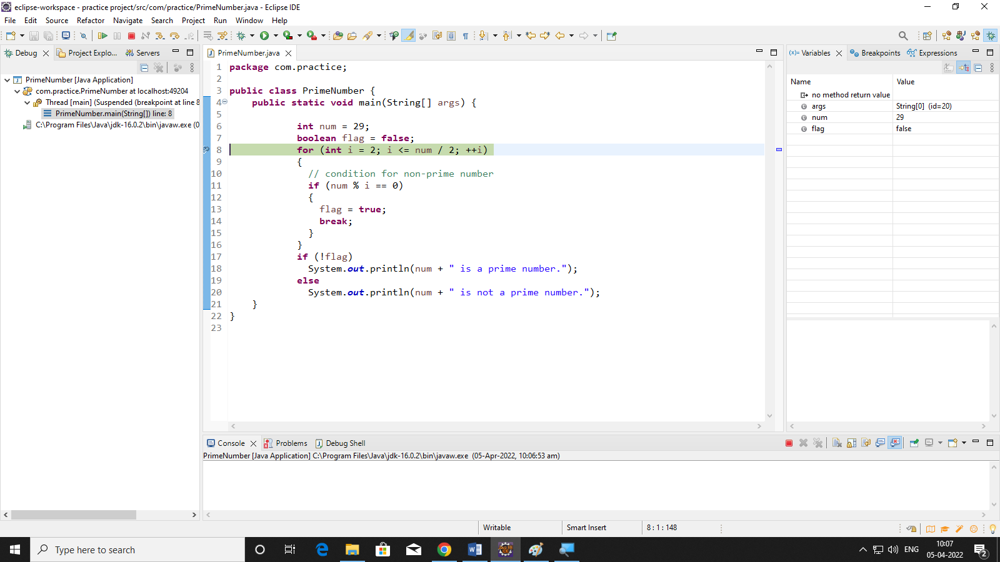 eclipse-workspace - practice project/src/com/practice/PrimeNumber.java - Eclipse IDE
File Edit Source Refactor Navigate Search Project Run Window Help
Debug Project Explo... Servers
PrimeNumber [Java Application]
com.practice.PrimeNumber at localhost:49204
Thread [main] (Suspended (breakpoint at line 8
PrimeNumber.main(String[]) line: 8
C:\Program Files\Java\jdk-16.0.2\bin\javaw.exe (0
PrimeNumber.java
1 package com.practice;
2
3 public class PrimeNumber {
4 public static void main(String[] args) {
5
6 int num = 29;
7 boolean flag = false;
8 for (int i = 2; i <= num / 2; ++i)
9 {
10 // condition for non-prime number
11 if (num % i == 0)
12 {
13 flag = true;
14 break;
15 }
16 }
17 if (!flag)
18 System.out.println(num + " is a prime number.");
19 else
20 System.out.println(num + " is not a prime number.");
21 }
22 }
23
(x)= Variables Breakpoints Expressions
Name Value
no method return value
args String[0] (id=20)
num 29
flag false
Console Problems Debug Shell
PrimeNumber [Java Application] C:\Program Files\Java\jdk-16.0.2\bin\javaw.exe (05-Apr-2022, 10:06:53 am)
Writable Smart Insert 8 : 1 : 148
Type here to search
ENG
10:07
05-04-2022
2